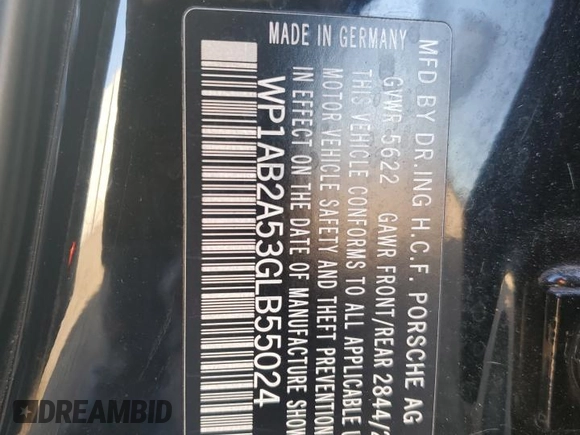 MFD BY DR.ING H.C.F. PORSCHE AG
GVWR 5622 GAWR FRONT/REAR 2844/
THIS VEHICLE CONFORMS TO ALL APPLICABLE
MOTOR VEHICLE SAFETY AND THEFT PREVENTION
IN EFFECT ON THE DATE OF MANUFACTURE SHOW
WP1AB2A53GLB55024
MADE IN GERMANY
DREAMBID